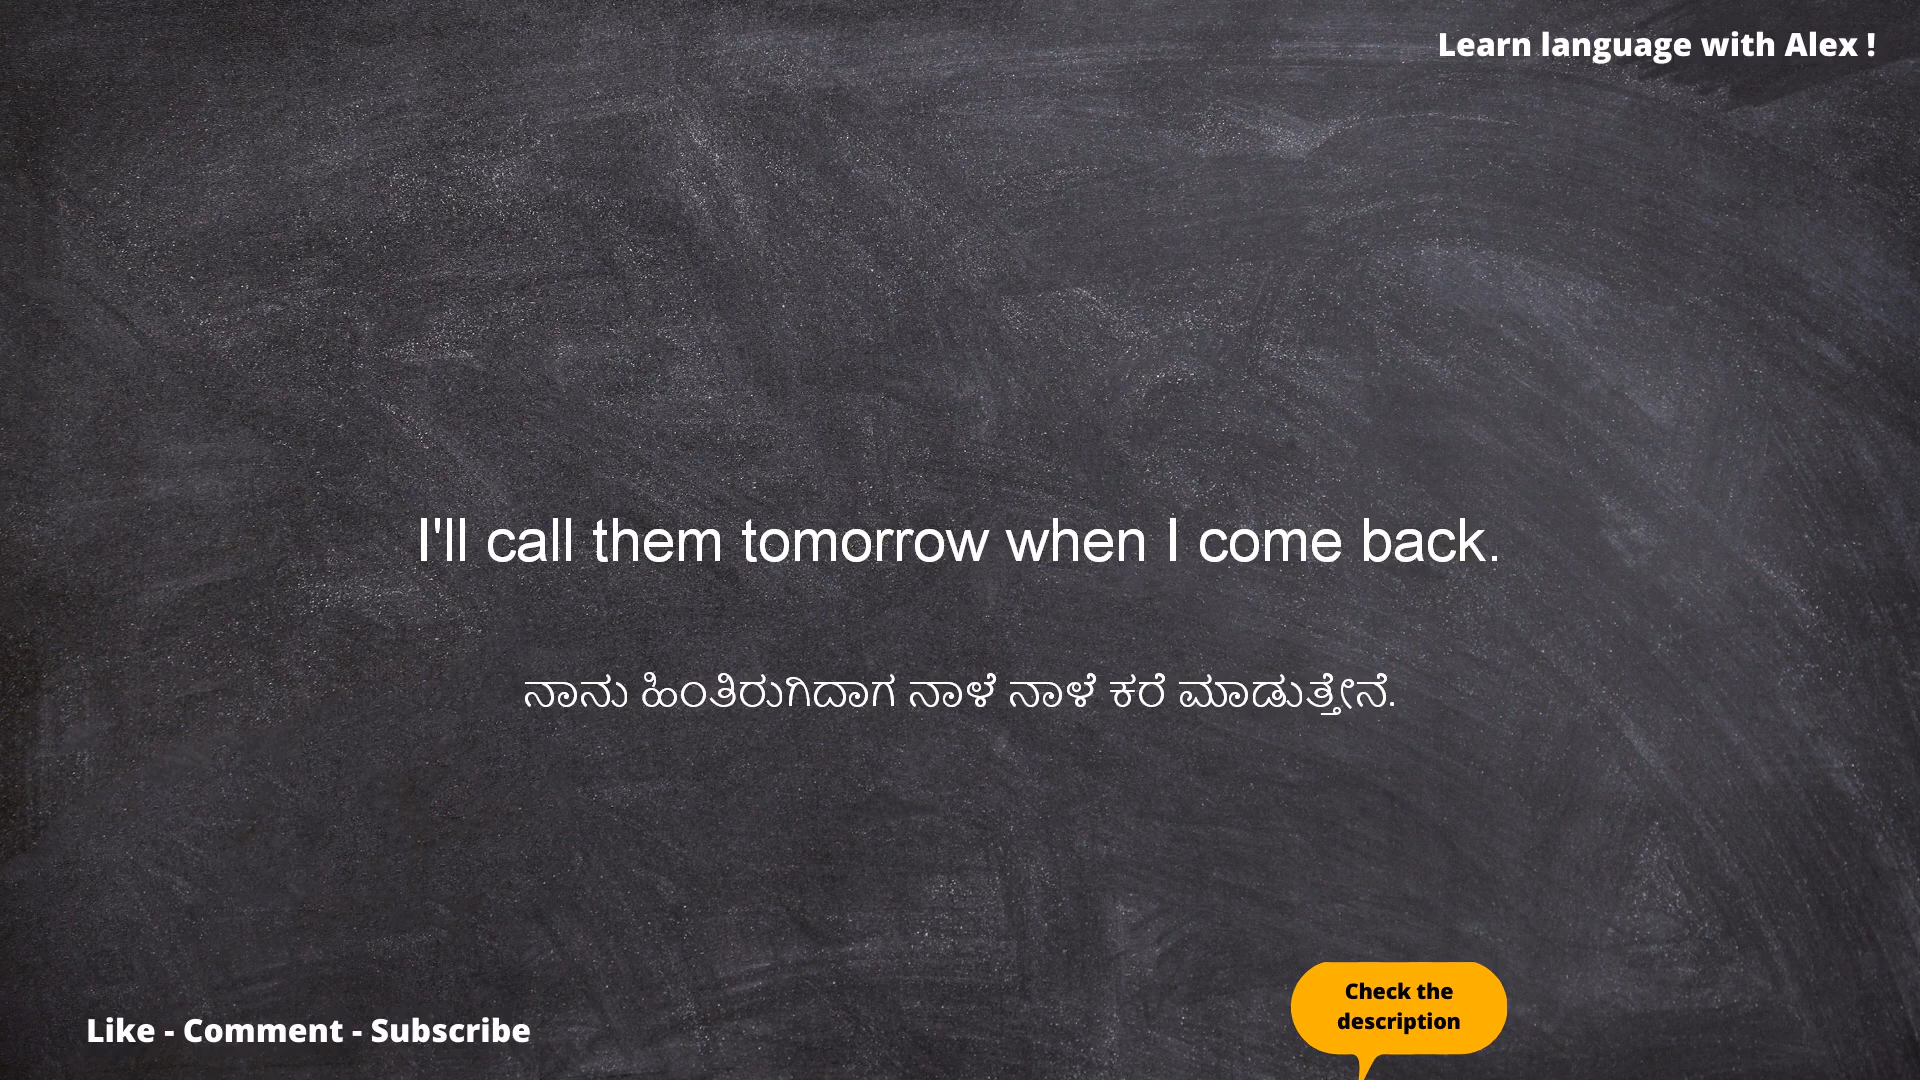 Learn language with Alex !
I'll call them tomorrow when I come back.
ನಾನು ಹಿಂತಿರುಗಿದಾಗ ನಾಳೆ ನಾಳೆ ಕರೆ ಮಾಡುತ್ತೇನೆ.
Check the
description
Like - Comment - Subscribe